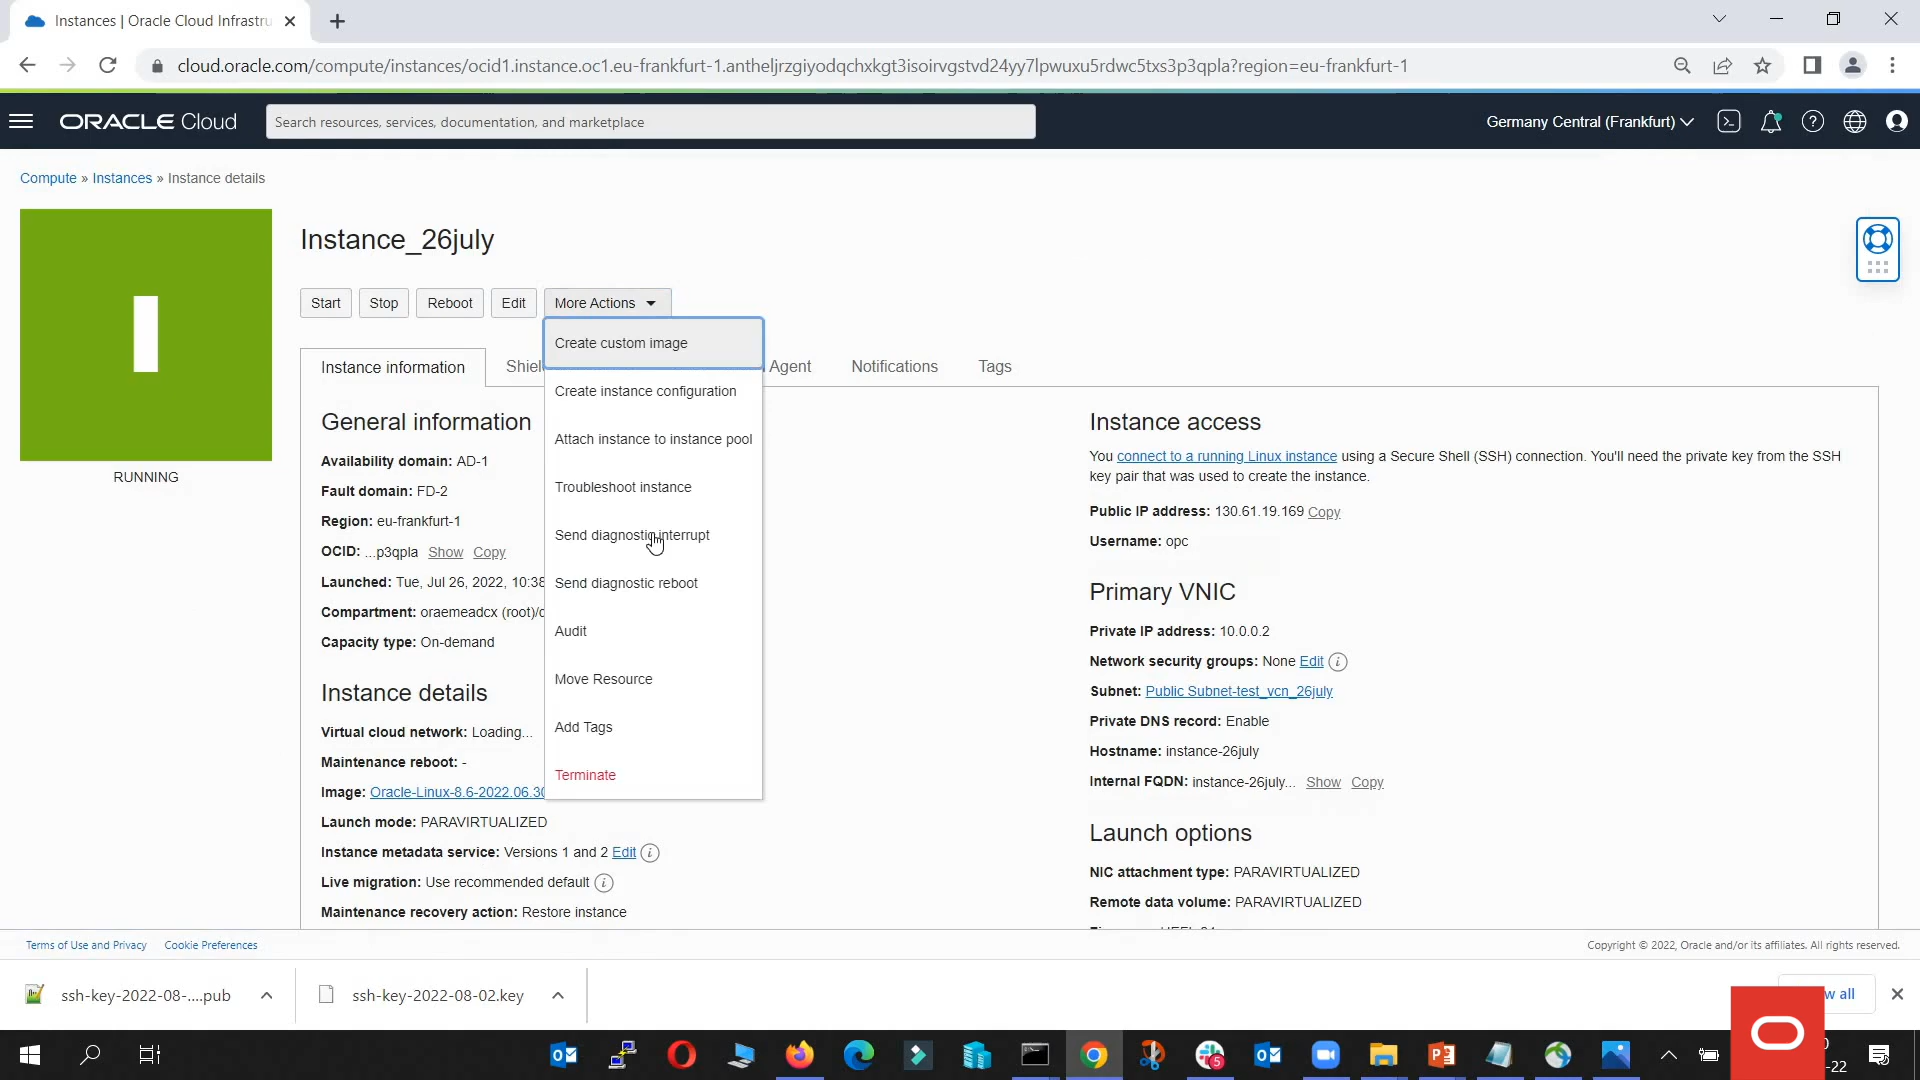 Instances | Oracle Cloud Infrastru
cloud.oracle.com/compute/instances/ocid1.instance.oc1.eu-frankfurt-1.antheljrzgiyodqchxkgt3isoirvgstvd24yy7lpwuxu5rdwc5txs3p3qpla?region=eu-frankfurt-1
ORACLE Cloud
Search resources, services, documentation, and marketplace
Germany Central (Frankfurt)
Compute » Instances » Instance details
Instance_26july
Start
Stop
Reboot
Edit
More Actions
Create custom image
Create instance configuration
Attach instance to instance pool
Troubleshoot instance
Send diagnostic interrupt
Send diagnostic reboot
Audit
Move Resource
Add Tags
Terminate
RUNNING
Instance information
Shiel
Agent
Notifications
Tags
General information
Availability domain: AD-1
Fault domain: FD-2
Region: eu-frankfurt-1
OCID: ...p3qpla Show Copy
Launched: Tue, Jul 26, 2022, 10:38
Compartment: oraemeadcx (root)/c
Capacity type: On-demand
Instance details
Virtual cloud network: Loading...
Maintenance reboot: -
Image: Oracle-Linux-8.6-2022.06.30
Launch mode: PARAVIRTUALIZED
Instance metadata service: Versions 1 and 2 Edit
Live migration: Use recommended default
Maintenance recovery action: Restore instance
Instance access
You connect to a running Linux instance using a Secure Shell (SSH) connection. You'll need the private key from the SSH
key pair that was used to create the instance.
Public IP address: 130.61.19.169 Copy
Username: opc
Primary VNIC
Private IP address: 10.0.0.2
Network security groups: None Edit
Subnet: Public Subnet-test_vcn_26july
Private DNS record: Enable
Hostname: instance-26july
Internal FQDN: instance-26july... Show Copy
Launch options
NIC attachment type: PARAVIRTUALIZED
Remote data volume: PARAVIRTUALIZED
Terms of Use and Privacy
Cookie Preferences
Copyright © 2022, Oracle and/or its affiliates. All rights reserved.
ssh-key-2022-08-....pub
ssh-key-2022-08-02.key
w all
5
-22